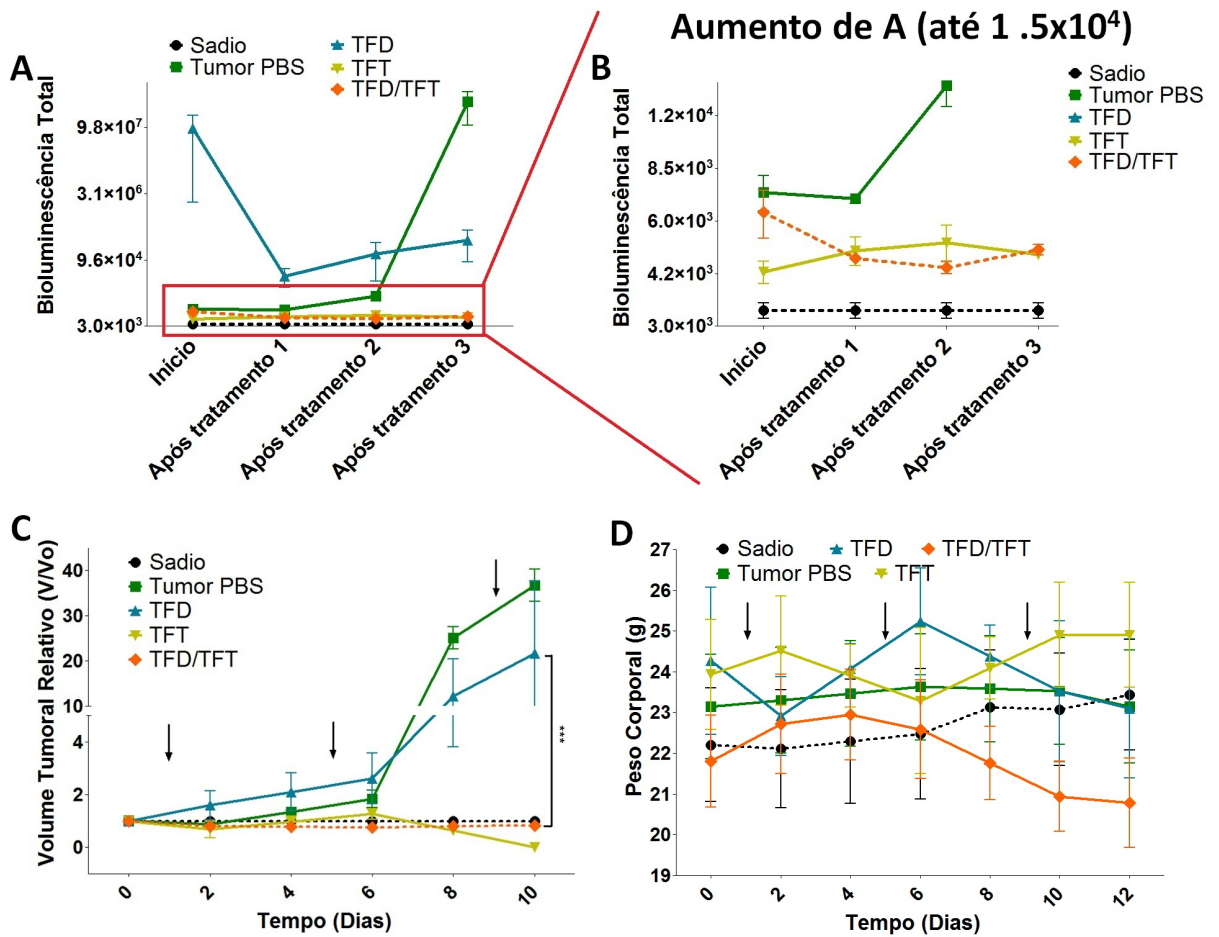 Aumento de A (até 1 .5x10⁴)
A
Sadio
Tumor PBS
TFD
TFT
TFD/TFT
Bioluminescência Total
9.8×10⁷
3.1×10⁶
9.6×10⁴
3.0×10³
Início
Após tratamento 1
Após tratamento 2
Após tratamento 3
B
Sadio
Tumor PBS
TFD
TFT
TFD/TFT
Bioluminescência Total
1.2×10⁴
8.5×10³
6.0×10³
4.2×10³
3.0×10³
Início
Após tratamento 1
Após tratamento 2
Após tratamento 3
C
Sadio
Tumor PBS
TFD
TFT
TFD/TFT
Volume Tumoral Relativo (V/Vo)
40
30
20
10
4
2
0
***
0
2
4
6
8
10
Tempo (Dias)
D
Sadio
TFD
TFD/TFT
Tumor PBS
TFT
Peso Corporal (g)
27
26
25
24
23
22
21
20
19
0
2
4
6
8
10
12
Tempo (Dias)